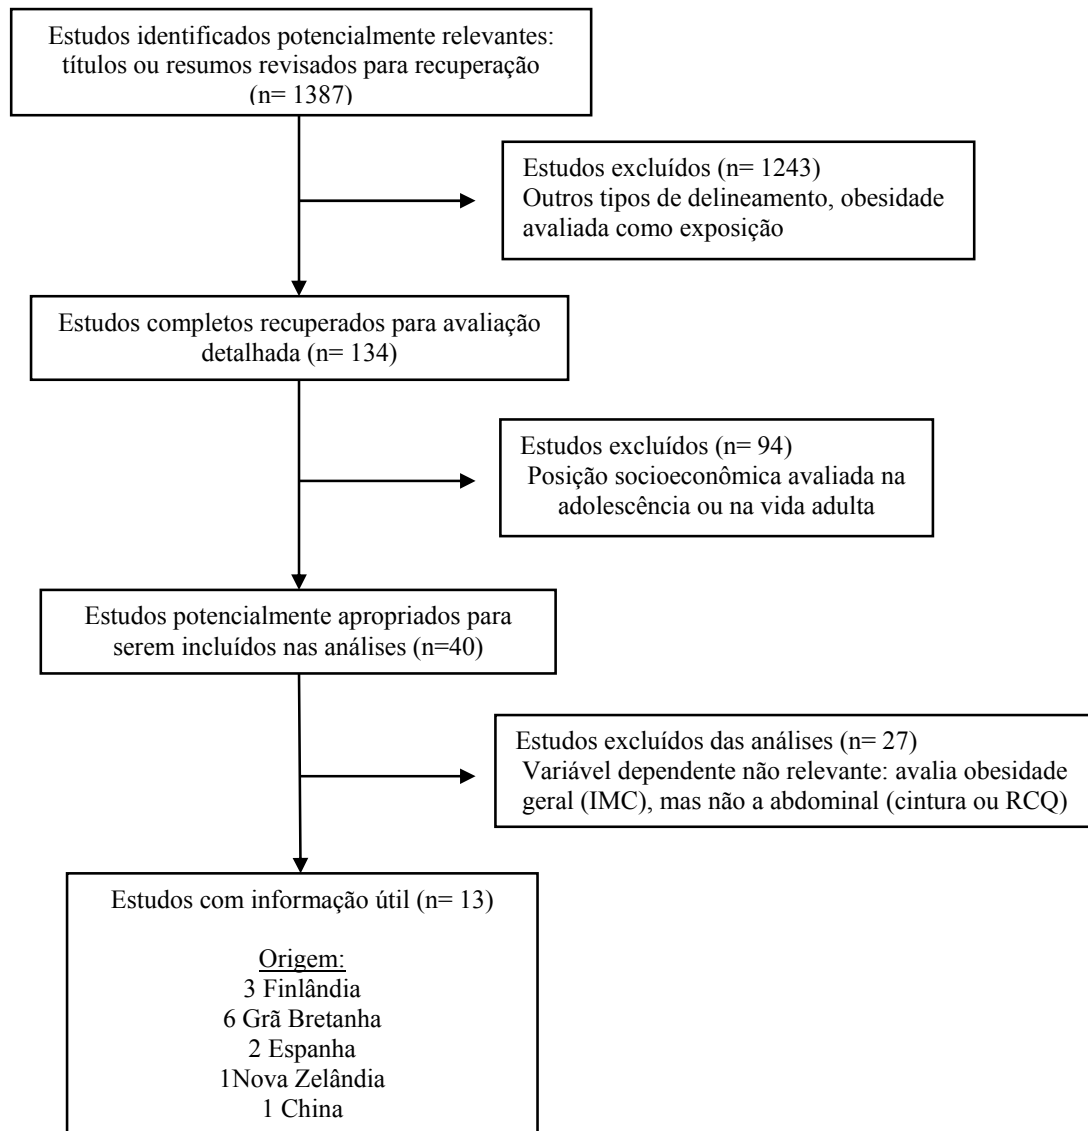 Estudos identificados potencialmente relevantes:
títulos ou resumos revisados para recuperação
(n= 1387)
Estudos excluídos (n= 1243)
Outros tipos de delineamento, obesidade
avaliada como exposição
Estudos completos recuperados para avaliação
detalhada (n= 134)
Estudos excluídos (n= 94)
Posição socioeconômica avaliada na
adolescência ou na vida adulta
Estudos potencialmente apropriados para
serem incluídos nas análises (n=40)
Estudos excluídos das análises (n= 27)
Variável dependente não relevante: avalia obesidade
geral (IMC), mas não a abdominal (cintura ou RCQ)
Estudos com informação útil (n= 13)
Origem:
3 Finlândia
6 Grã Bretanha
2 Espanha
1Nova Zelândia
1 China